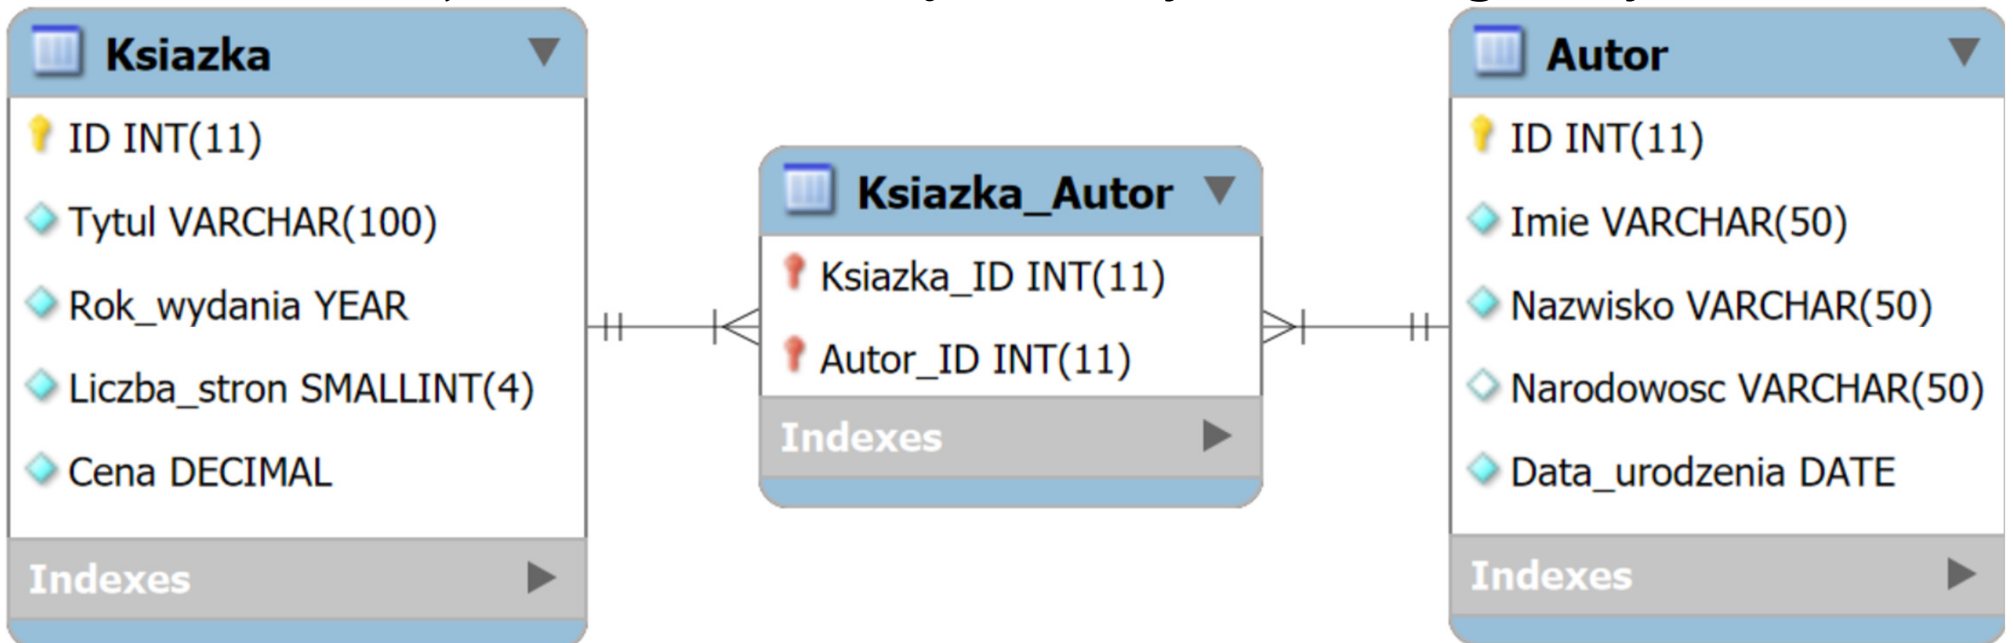 Ksiazka
ID INT(11)
Tytul VARCHAR(100)
Rok_wydania YEAR
Liczba_stron SMALLINT(4)
Cena DECIMAL
Indexes
Ksiazka_Autor
Ksiazka_ID INT(11)
Autor_ID INT(11)
Indexes
Autor
ID INT(11)
Imie VARCHAR(50)
Nazwisko VARCHAR(50)
Narodowosc VARCHAR(50)
Data_urodzenia DATE
Indexes